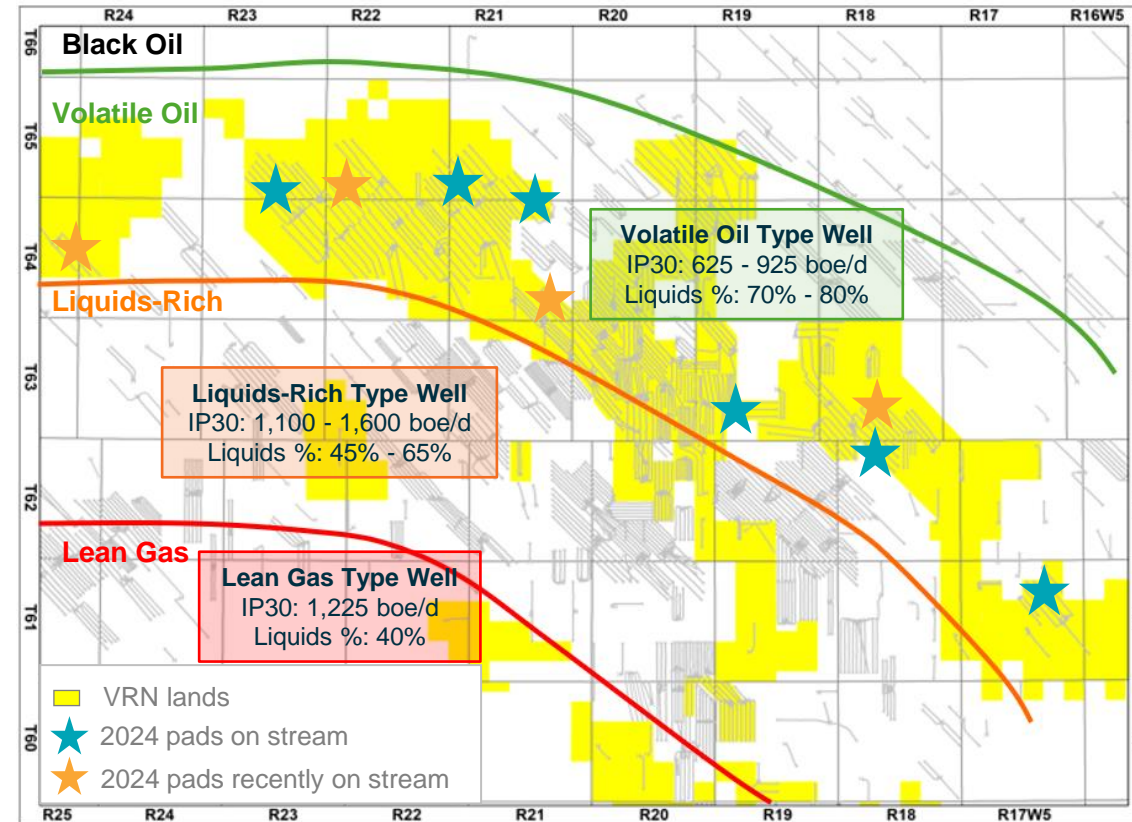 R24 R23 R22 R21 R20 R19 R18 R17 R16W5
T66
Black Oil
Volatile Oil
T65
T64
Volatile Oil Type Well
IP30: 625 - 925 boe/d
Liquids %: 70% - 80%
Liquids-Rich
T63
Liquids-Rich Type Well
IP30: 1,100 - 1,600 boe/d
Liquids %: 45% - 65%
T62
Lean Gas
Lean Gas Type Well
IP30: 1,225 boe/d
Liquids %: 40%
T61
VRN lands
2024 pads on stream
2024 pads recently on stream
T60
R25 R24 R23 R22 R21 R20 R19 R18 R17W5